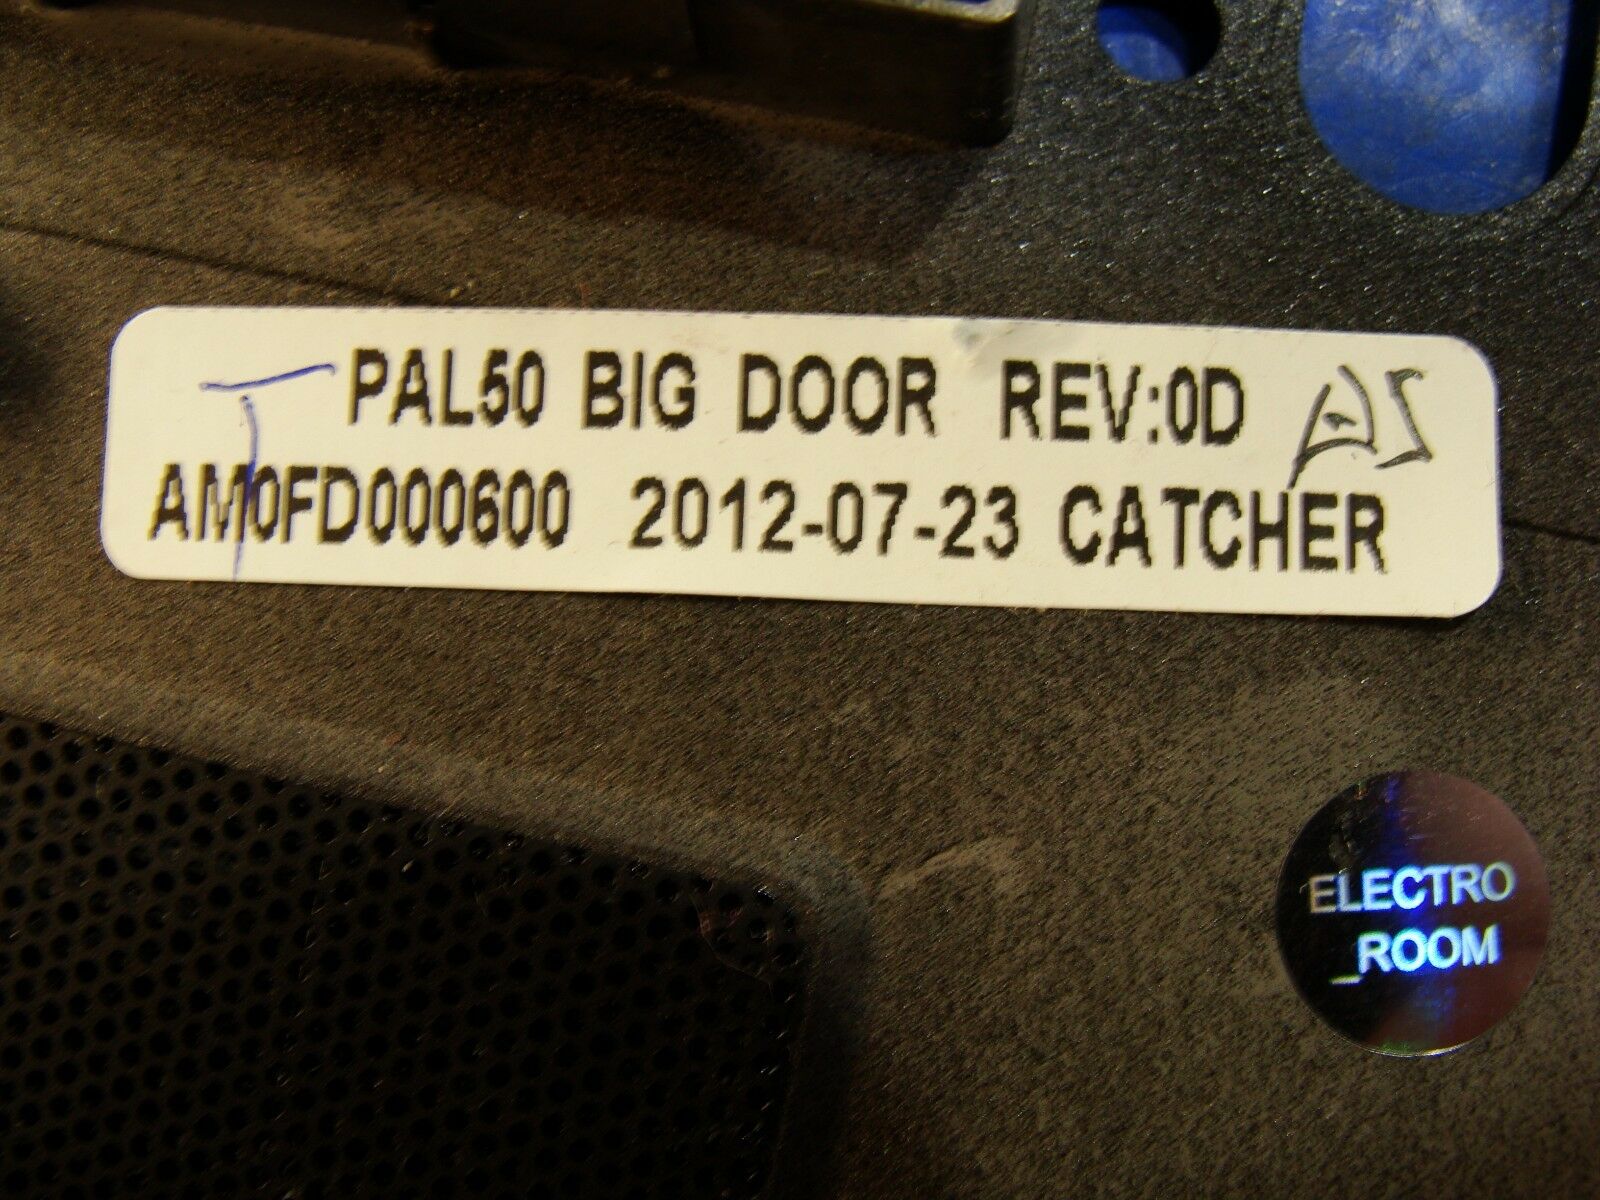 PAL50 BIG DOOR REV:0D
AM0FD000600 2012-07-23 CATCHER
T
ELECTRO
_ROOM